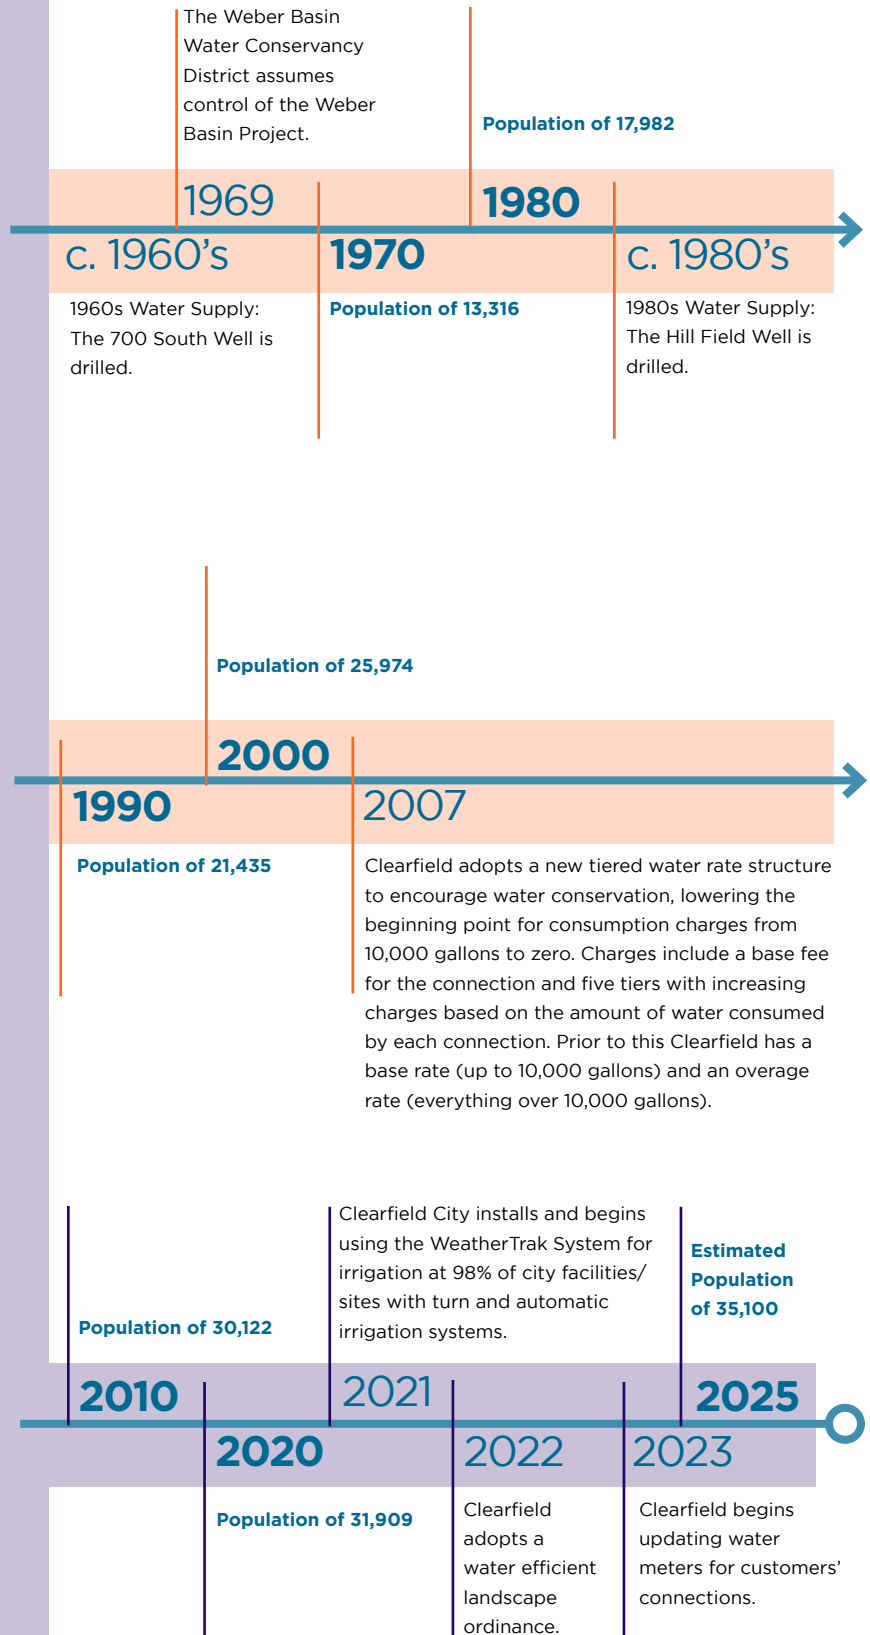 The Weber Basin
Water Conservancy
District assumes
control of the Weber
Basin Project.
Population of 17,982
1969
1980
c. 1960’s
1970
c. 1980’s
1960s Water Supply:
The 700 South Well is
drilled.
Population of 13,316
1980s Water Supply:
The Hill Field Well is
drilled.
Population of 25,974
2000
1990
2007
Population of 21,435
Clearfield adopts a new tiered water rate structure
to encourage water conservation, lowering the
beginning point for consumption charges from
10,000 gallons to zero. Charges include a base fee
for the connection and five tiers with increasing
charges based on the amount of water consumed
by each connection. Prior to this Clearfield has a
base rate (up to 10,000 gallons) and an overage
rate (everything over 10,000 gallons).
Population of 30,122
Clearfield City installs and begins
using the WeatherTrak System for
irrigation at 98% of city facilities/
sites with turn and automatic
irrigation systems.
Estimated
Population
of 35,100
2010
2021
2025
2020
2022
2023
Population of 31,909
Clearfield
adopts a
water efficient
landscape
ordinance.
Clearfield begins
updating water
meters for customers’
connections.